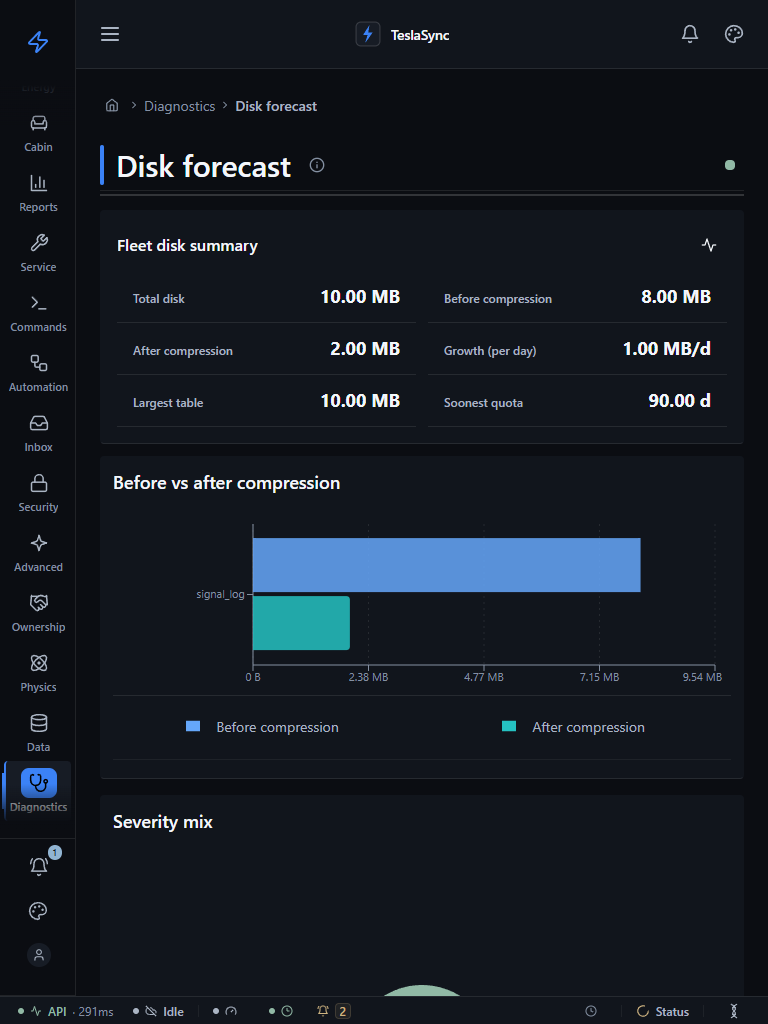 TeslaSync
Diagnostics
Disk forecast
Disk forecast
Fleet disk summary
Total disk 10.00 MB
Before compression 8.00 MB
After compression 2.00 MB
Growth (per day) 1.00 MB/d
Largest table 10.00 MB
Soonest quota 90.00 d
Before vs after compression
signal_log
0 B 2.38 MB 4.77 MB 7.15 MB 9.54 MB
Before compression After compression
Severity mix
Energy
Cabin
Reports
Service
Commands
Automation
Inbox
Security
Advanced
Ownership
Physics
Data
Diagnostics
1
API · 291ms Idle 2 Status